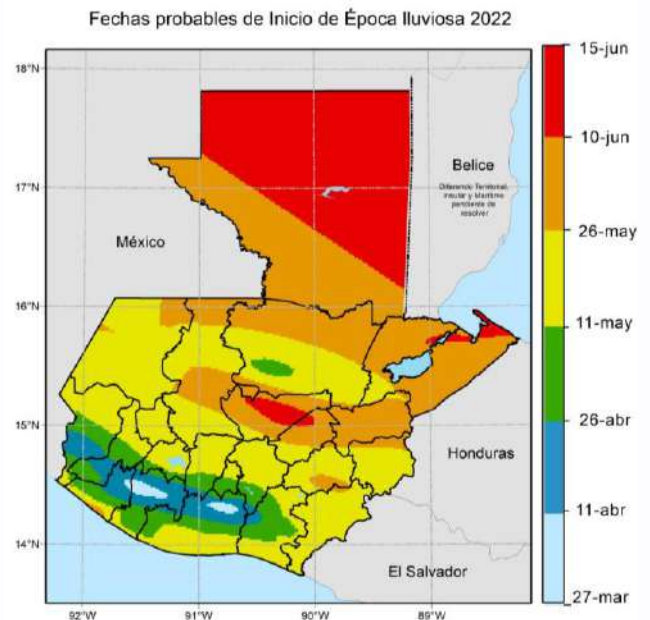 Fechas probables de Inicio de Época lluviosa 2022
18°N
17°N
16°N
15°N
14°N
92°W
91°W
90°W
89°W
México
Belice
Diferendo Territorial,
insular y Marítimo
pendiente de
resolver
Honduras
El Salvador
15-jun
10-jun
26-may
11-may
26-abr
11-abr
27-mar